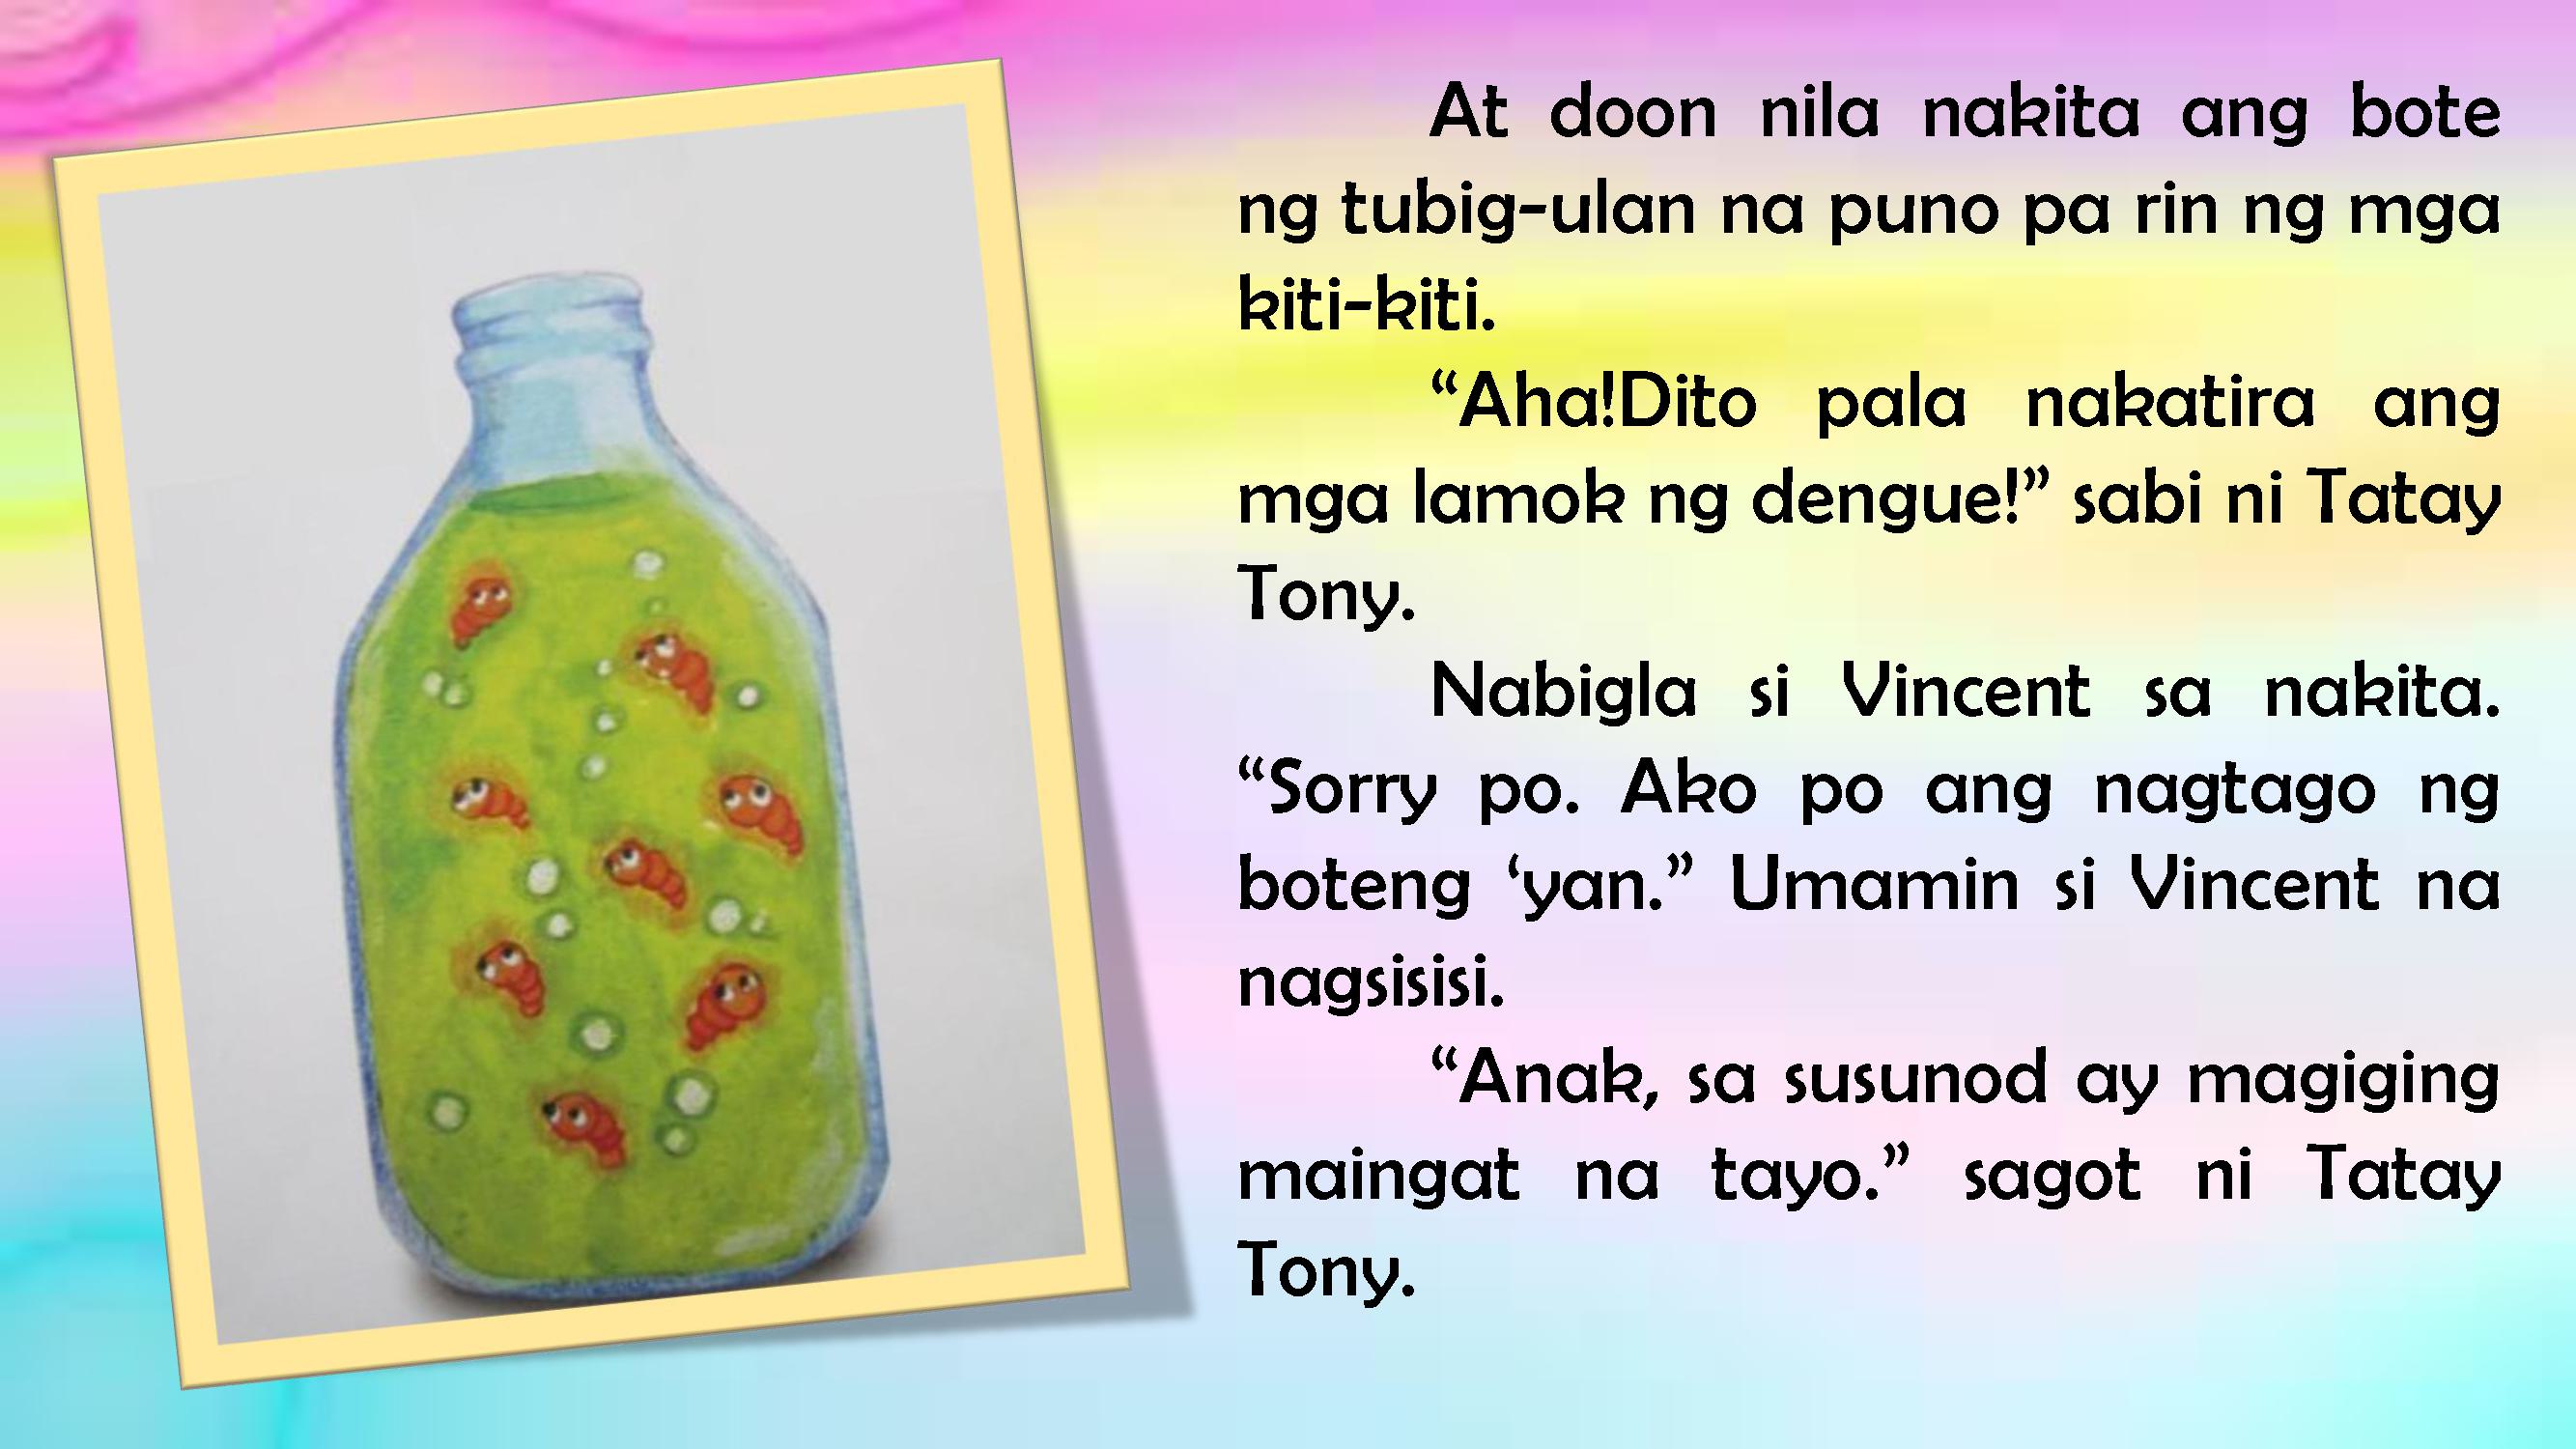 At doon nila nakita ang bote
ng tubig-ulan na puno pa rin ng mga
kiti-kiti.
“Aha!Dito pala nakatira ang
mga lamok ng dengue!” sabi ni Tatay
Tony.
Nabigla si Vincent sa nakita.
“Sorry po. Ako po ang nagtago ng
boteng ‘yan.” Umamin si Vincent na
nagsisisi.
“Anak, sa susunod ay magiging
maingat na tayo.” sagot ni Tatay
Tony.